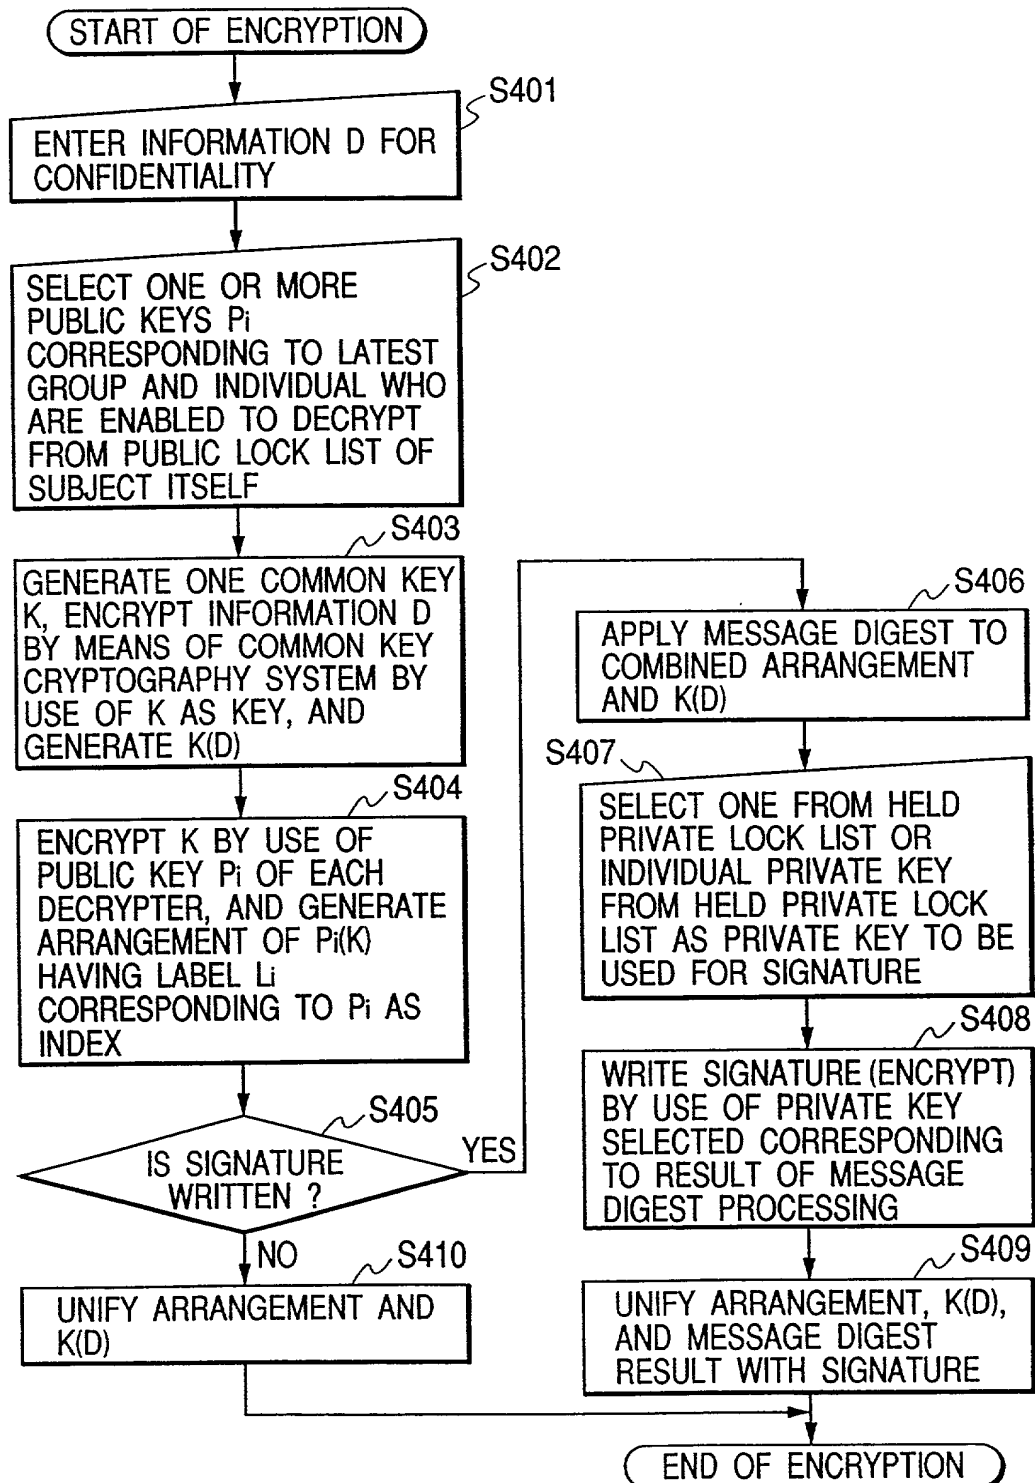 START OF ENCRYPTION
S401
ENTER INFORMATION D FOR
CONFIDENTIALITY
S402
SELECT ONE OR MORE
PUBLIC KEYS Pi
CORRESPONDING TO LATEST
GROUP AND INDIVIDUAL WHO
ARE ENABLED TO DECRYPT
FROM PUBLIC LOCK LIST OF
SUBJECT ITSELF
S403
GENERATE ONE COMMON KEY
K, ENCRYPT INFORMATION D
BY MEANS OF COMMON KEY
CRYPTOGRAPHY SYSTEM BY
USE OF K AS KEY, AND
GENERATE K(D)
S404
ENCRYPT K BY USE OF
PUBLIC KEY Pi OF EACH
DECRYPTER, AND GENERATE
ARRANGEMENT OF Pi(K)
HAVING LABEL Li
CORRESPONDING TO Pi AS
INDEX
S405
IS SIGNATURE
WRITTEN ?
YES
NO
S410
UNIFY ARRANGEMENT AND
K(D)
S406
APPLY MESSAGE DIGEST TO
COMBINED ARRANGEMENT
AND K(D)
S407
SELECT ONE FROM HELD
PRIVATE LOCK LIST OR
INDIVIDUAL PRIVATE KEY
FROM HELD PRIVATE LOCK
LIST AS PRIVATE KEY TO BE
USED FOR SIGNATURE
S408
WRITE SIGNATURE (ENCRYPT)
BY USE OF PRIVATE KEY
SELECTED CORRESPONDING
TO RESULT OF MESSAGE
DIGEST PROCESSING
S409
UNIFY ARRANGEMENT, K(D),
AND MESSAGE DIGEST
RESULT WITH SIGNATURE
END OF ENCRYPTION